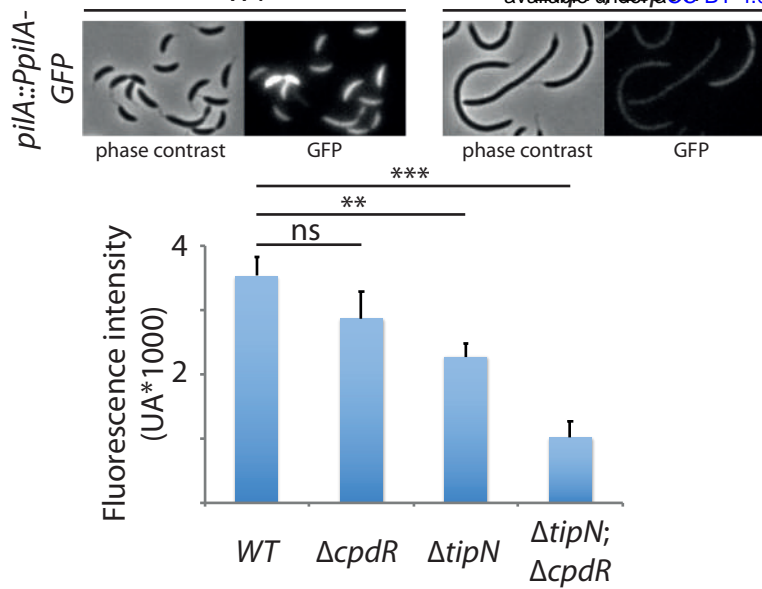 pilA::PpilA-
GFP
phase contrast
GFP
phase contrast
GFP
***
**
ns
Fluorescence intensity
(UA*1000)
4
2
WT
ΔcpdR
ΔtipN
ΔtipN;
ΔcpdR